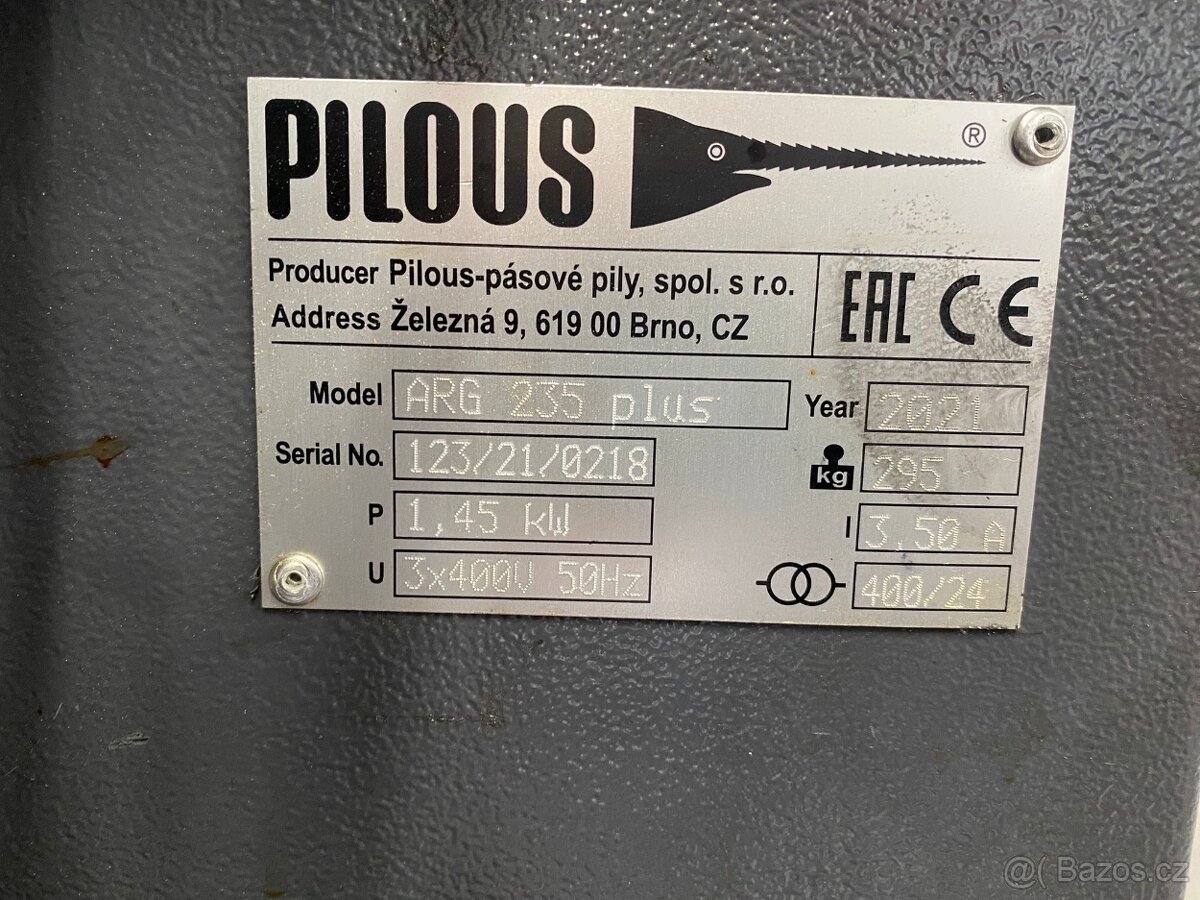 PILOUS ®
Producer Pilous-pásové pily, spol. s r.o.
Address Železná 9, 619 00 Brno, CZ
EAC CE
Model ARG 235 plus
Year 2021
Serial No. 123/21/0218
kg 295
P 1,45 kW
I 3,50 A
U 3x400V 50Hz
400/24
@( Bazos.cz